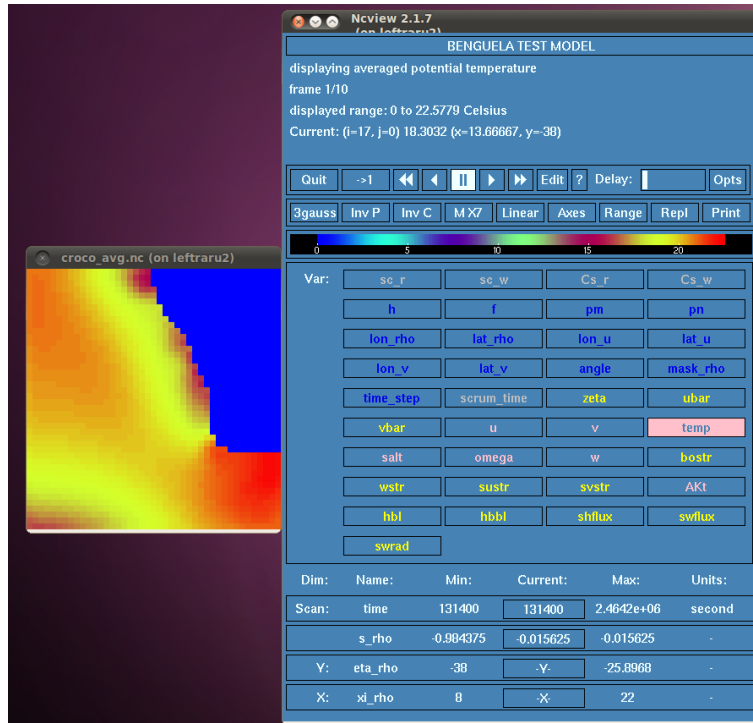 Ncview 2.1.7
(on leftraru2)
BENGUELA TEST MODEL
displaying averaged potential temperature
frame 1/10
displayed range: 0 to 22.5779 Celsius
Current: (i=17, j=0) 18.3032 (x=13.66667, y=-38)
Quit ->1 Edit ? Delay: Opts
3gauss Inv P Inv C M X7 Linear Axes Range Repl Print
0 5 10 15 20
croco_avg.nc (on leftraru2)
Var: sc_r sc_w Cs_r Cs_w
h f pm pn
lon_rho lat_rho lon_u lat_u
lon_v lat_v angle mask_rho
time_step scrum_time zeta ubar
vbar u v temp
salt omega w bostr
wstr sustr svstr AKt
hbl hbbl shflux swflux
swrad
Dim: Name: Min: Current: Max: Units:
Scan: time 131400 131400 2.4642e+06 second
s_rho -0.984375 -0.015625 -0.015625 -
Y: eta_rho -38 -Y- -25.8968 -
X: xi_rho 8 -X- 22 -